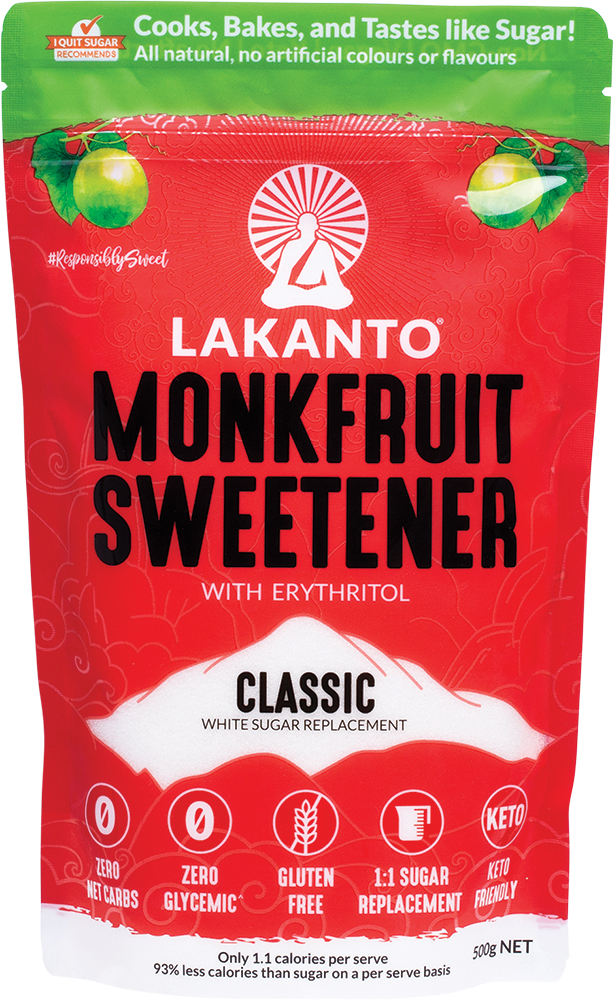 I QUIT SUGAR
RECOMMENDS
Cooks, Bakes, and Tastes like Sugar!
All natural, no artificial colours or flavours
#ResponsiblySweet
LAKANTO®
MONKFRUIT
SWEETENER
WITH ERYTHRITOL
CLASSIC
WHITE SUGAR REPLACEMENT
0
ZERO
NET CARBS
0
ZERO
GLYCEMIC^
GLUTEN
FREE
1:1 SUGAR
REPLACEMENT
KETO
KETO
FRIENDLY
Only 1.1 calories per serve
93% less calories than sugar on a per serve basis
500g NET